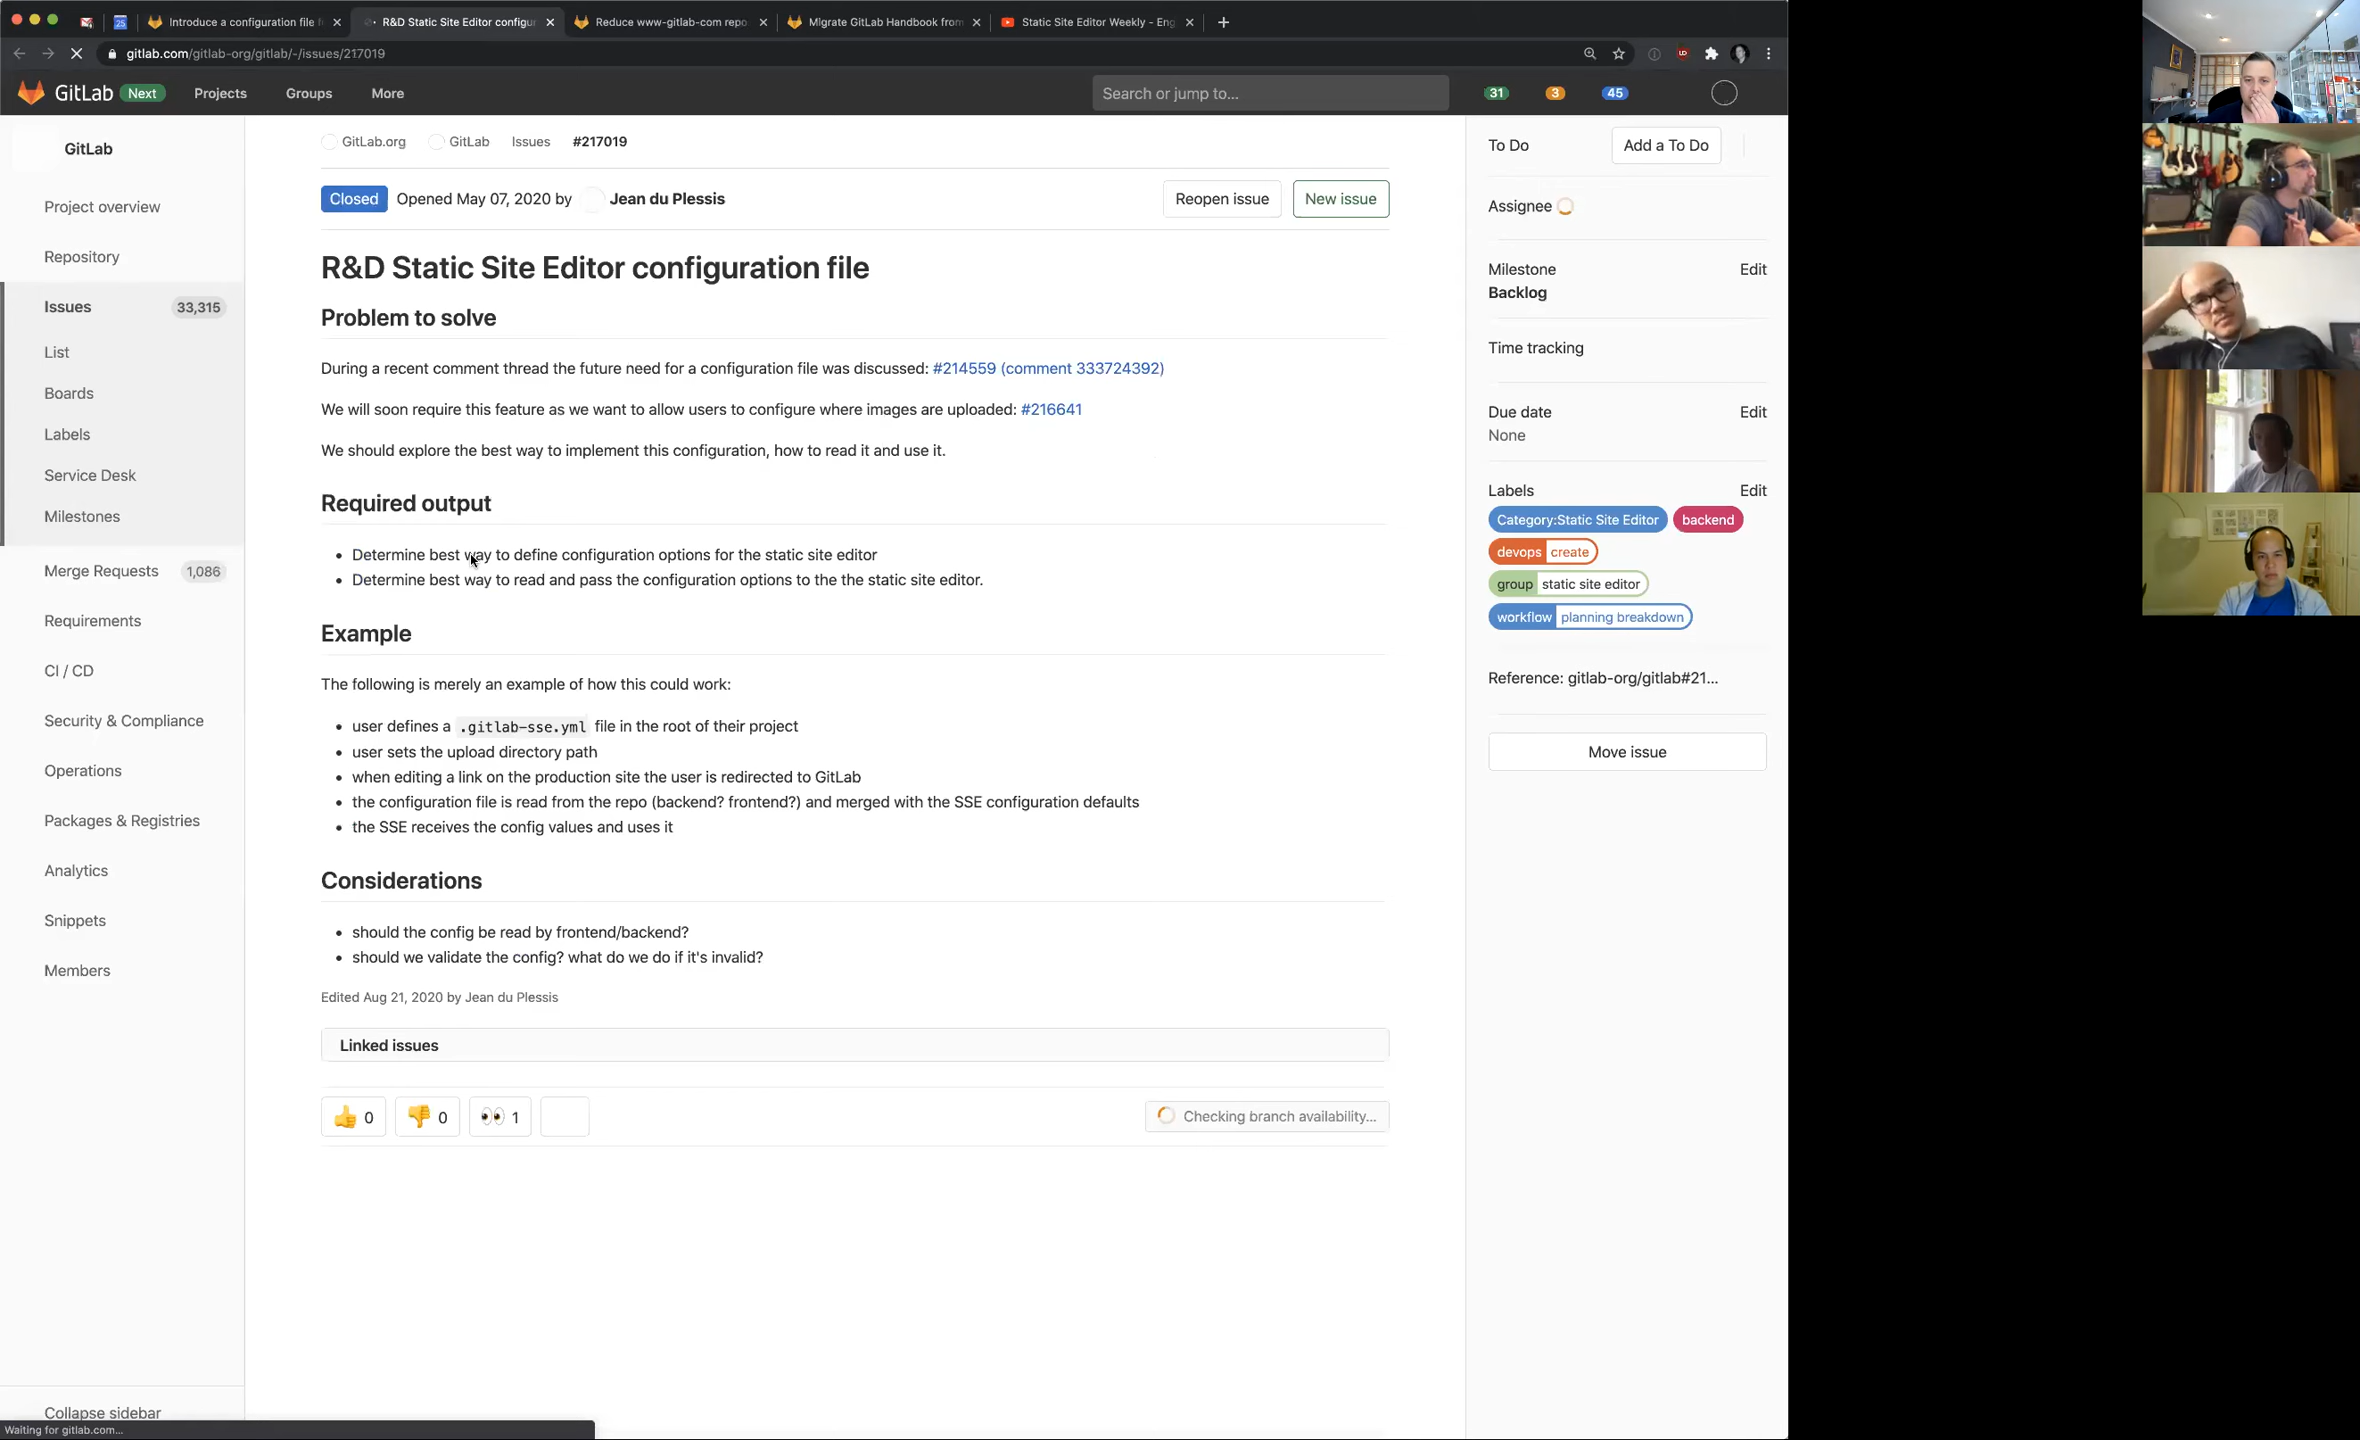 Introduce a configuration file f
R&D Static Site Editor configur
Reduce www-gitlab-com repo
Migrate GitLab Handbook from
Static Site Editor Weekly - Eng
gitlab.com/gitlab-org/gitlab/-/issues/217019
GitLab Next Projects Groups More Search or jump to... 31 3 45
GitLab
Project overview
Repository
Issues 33,315
List
Boards
Labels
Service Desk
Milestones
Merge Requests 1,086
Requirements
CI / CD
Security & Compliance
Operations
Packages & Registries
Analytics
Snippets
Members
Collapse sidebar
Waiting for gitlab.com...
GitLab.org GitLab Issues #217019
Closed Opened May 07, 2020 by Jean du Plessis Reopen issue New issue
R&D Static Site Editor configuration file
Problem to solve
During a recent comment thread the future need for a configuration file was discussed: #214559 (comment 333724392)
We will soon require this feature as we want to allow users to configure where images are uploaded: #216641
We should explore the best way to implement this configuration, how to read it and use it.
Required output
• Determine best way to define configuration options for the static site editor
• Determine best way to read and pass the configuration options to the the static site editor.
Example
The following is merely an example of how this could work:
• user defines a .gitlab-sse.yml file in the root of their project
• user sets the upload directory path
• when editing a link on the production site the user is redirected to GitLab
• the configuration file is read from the repo (backend? frontend?) and merged with the SSE configuration defaults
• the SSE receives the config values and uses it
Considerations
• should the config be read by frontend/backend?
• should we validate the config? what do we do if it's invalid?
Edited Aug 21, 2020 by Jean du Plessis
Linked issues
0 0 1
Checking branch availability...
To Do Add a To Do
Assignee
Milestone Edit
Backlog
Time tracking
Due date Edit
None
Labels Edit
Category:Static Site Editor backend
devops create
group static site editor
workflow planning breakdown
Reference: gitlab-org/gitlab#21...
Move issue